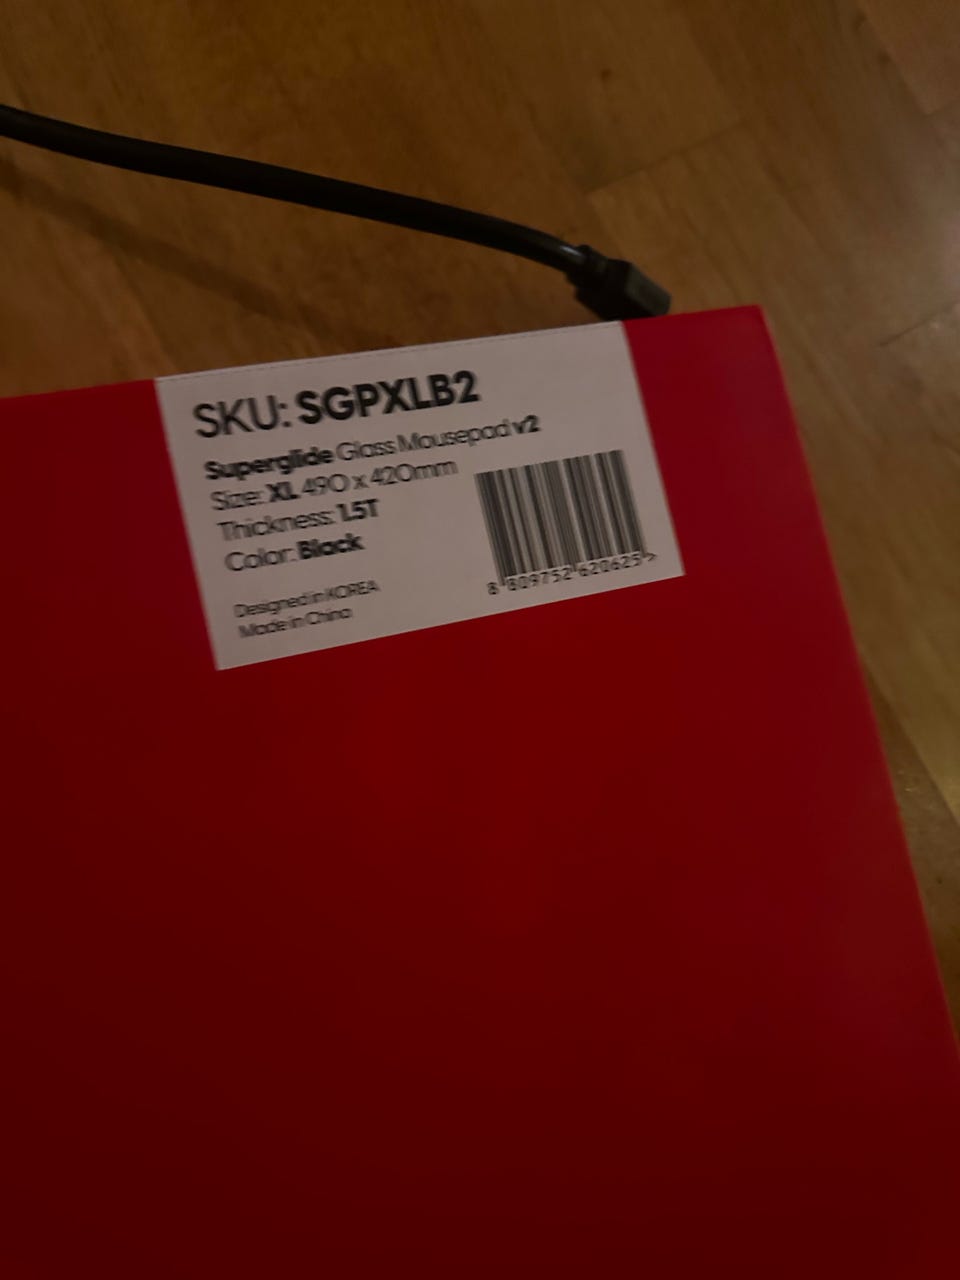 SKU: SGPXLB2
Superglide Glass Mousepad v2
Size: XL 490 x 420mm
Thickness: 1.5T
Color: Black
Designed in KOREA
Made in China
8 809752 620625 >